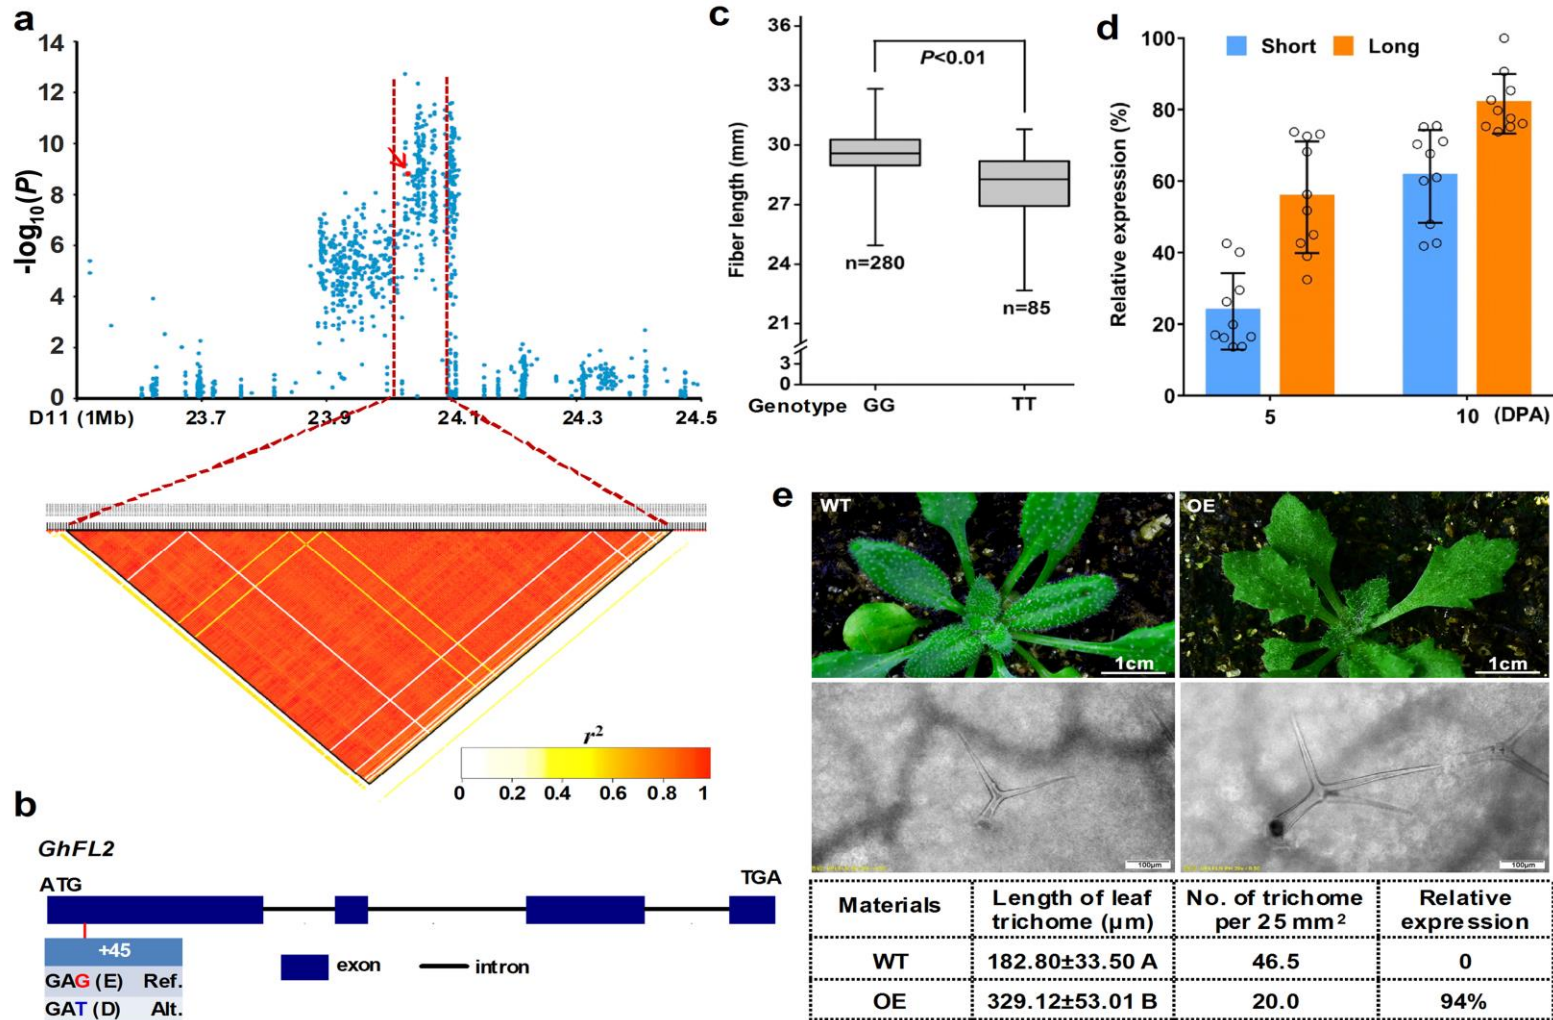 a
-log10(P)
14
12
10
8
6
4
2
0
D11 (1Mb) 23.7 23.9 24.1 24.3 24.5
r²
0 0.2 0.4 0.6 0.8 1
b
GhFL2
ATG
TGA
+45
GAG (E) Ref.
GAT (D) Alt.
exon
intron
c
Fiber length (mm)
36
33
30
27
24
21
3
0
P<0.01
n=280
n=85
Genotype GG TT
d
Short Long
Relative expression (%)
100
80
60
40
20
0
5 10 (DPA)
e
WT
1cm
OE
1cm
100μm
100μm
Materials
Length of leaf trichome (μm)
No. of trichome per 25 mm²
Relative expression
WT 182.80±33.50 A 46.5 0
OE 329.12±53.01 B 20.0 94%